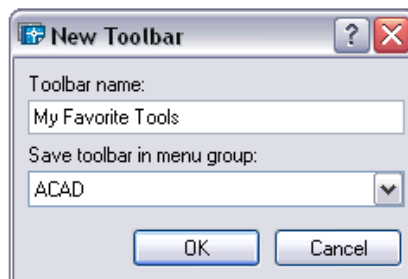 New Toolbar
Toolbar name:
My Favorite Tools
Save toolbar in menu group:
ACAD
OK Cancel